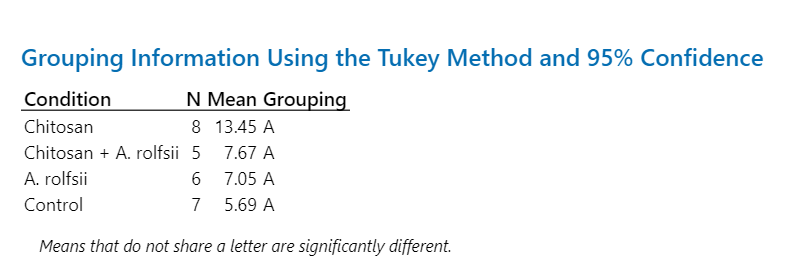 Grouping Information Using the Tukey Method and 95% Confidence
Condition N Mean Grouping
Chitosan 8 13.45 A
Chitosan + A. rolfsii 5 7.67 A
A. rolfsii 6 7.05 A
Control 7 5.69 A
Means that do not share a letter are significantly different.